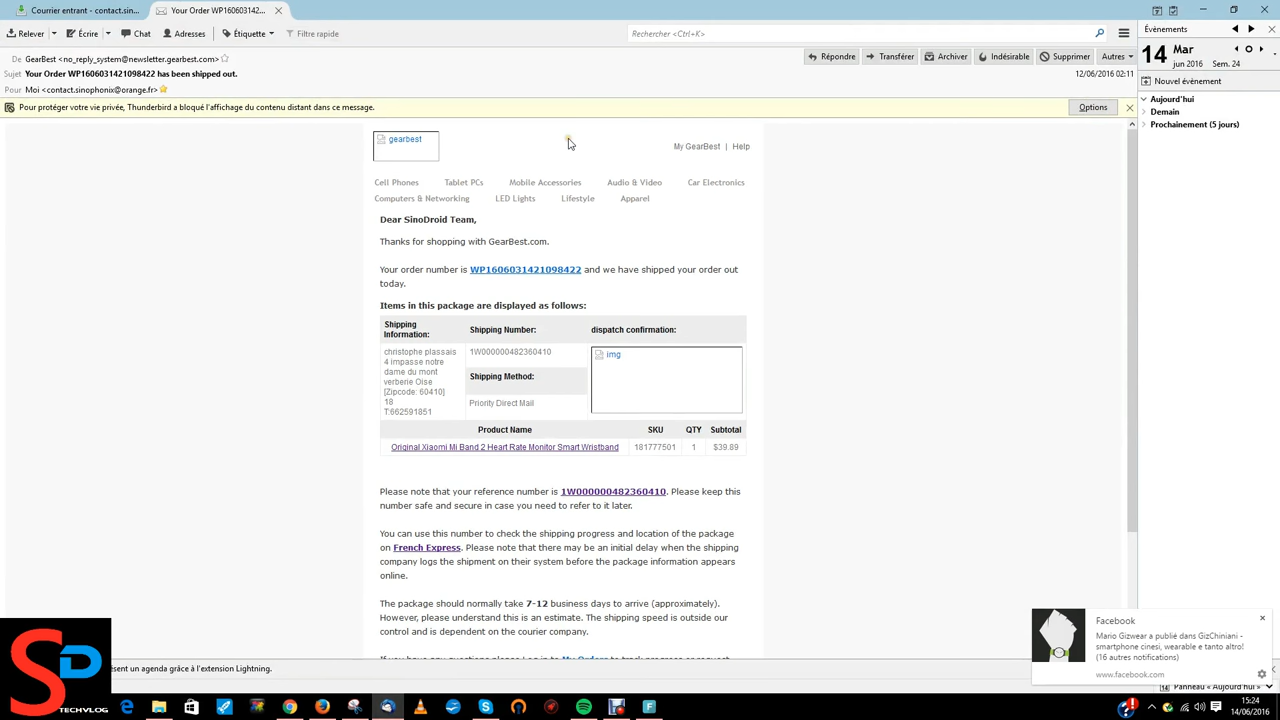 Courrier entrant - contact.sin...
Your Order WP160603142...
Relever
Écrire
Chat
Adresses
Étiquette
Filtre rapide
Rechercher <Ctrl+K>
De GearBest <no_reply_system@newsletter.gearbest.com>
Répondre
Transférer
Archiver
Indésirable
Supprimer
Autres
Sujet Your Order WP1606031421098422 has been shipped out.
12/06/2016 02:11
Pour Moi <contact.sinophonix@orange.fr>
Pour protéger votre vie privée, Thunderbird a bloqué l'affichage du contenu distant dans ce message.
Options
gearbest
My GearBest | Help
Cell Phones Tablet PCs Mobile Accessories Audio & Video Car Electronics
Computers & Networking LED Lights Lifestyle Apparel
Dear SinoDroid Team,
Thanks for shopping with GearBest.com.
Your order number is WP1606031421098422 and we have shipped your order out
today.
Items in this package are displayed as follows:
Shipping
Information:
Shipping Number:
dispatch confirmation:
christophe plassais
4 impasse notre
dame du mont
verberie Oise
[Zipcode: 60410]
18
T:662591851
1W000000482360410
Shipping Method:
Priority Direct Mail
img
Product Name SKU QTY Subtotal
Original Xiaomi Mi Band 2 Heart Rate Monitor Smart Wristband 181777501 1 $39.89
Please note that your reference number is 1W000000482360410. Please keep this
number safe and secure in case you need to refer to it later.
You can use this number to check the shipping progress and location of the package
on French Express. Please note that there may be an initial delay when the shipping
company logs the shipment on their system before the package information appears
online.
The package should normally take 7-12 business days to arrive (approximately).
However, please understand this is an estimate. The shipping speed is outside our
control and is dependent on the courier company.
Événements
14 Mar
jun 2016 Sem. 24
Nouvel évènement
Aujourd'hui
Demain
Prochainement (5 jours)
Facebook
Mario Gizwear a publié dans GizChiniani -
smartphone cinesi, wearable e tanto altro!
(16 autres notifications)
www.facebook.com
ésent un agenda grâce à l'extension Lightning.
Panneau « Aujourd'hui »
SD
TECHVLOG
15:24
14/06/2016